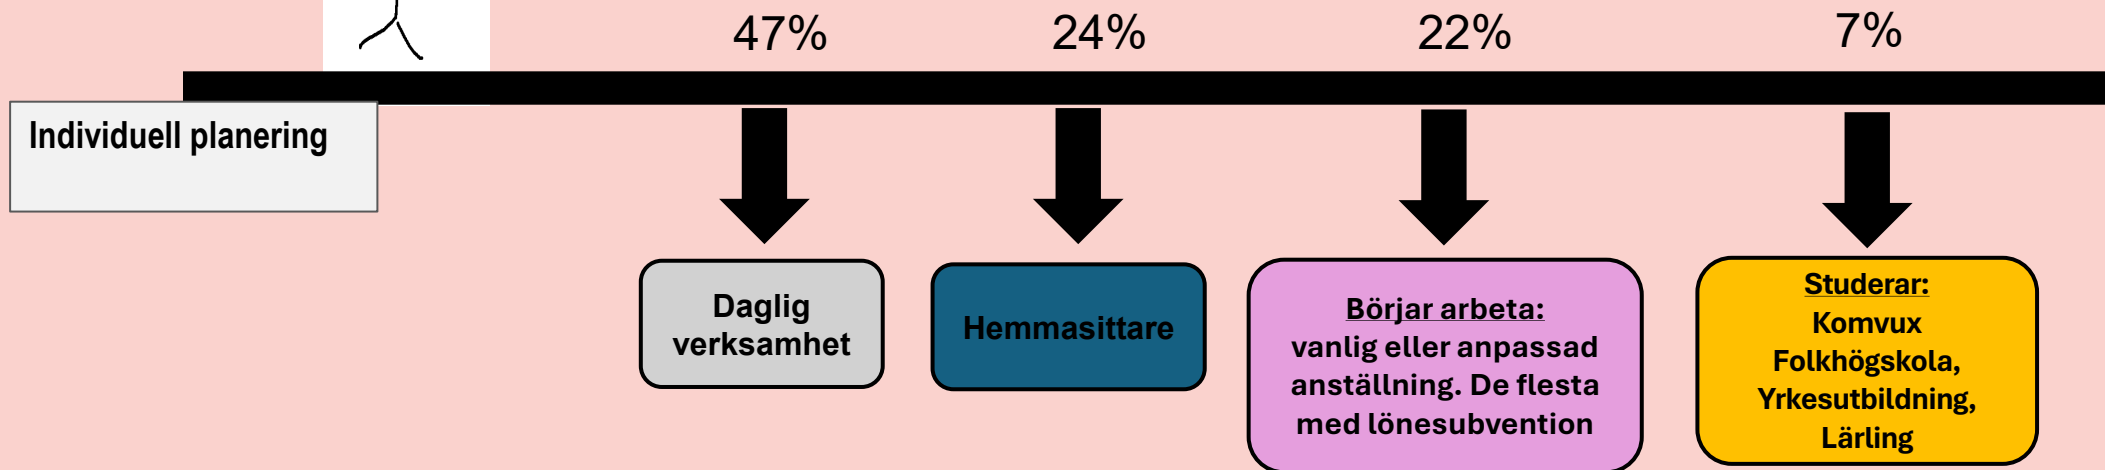 47%
24%
22%
7%
Individuell planering
Daglig
verksamhet
Hemmasittare
Börjar arbeta:
vanlig eller anpassad
anställning. De flesta
med lönesubvention
Studerar:
Komvux
Folkhögskola,
Yrkesutbildning,
Lärling